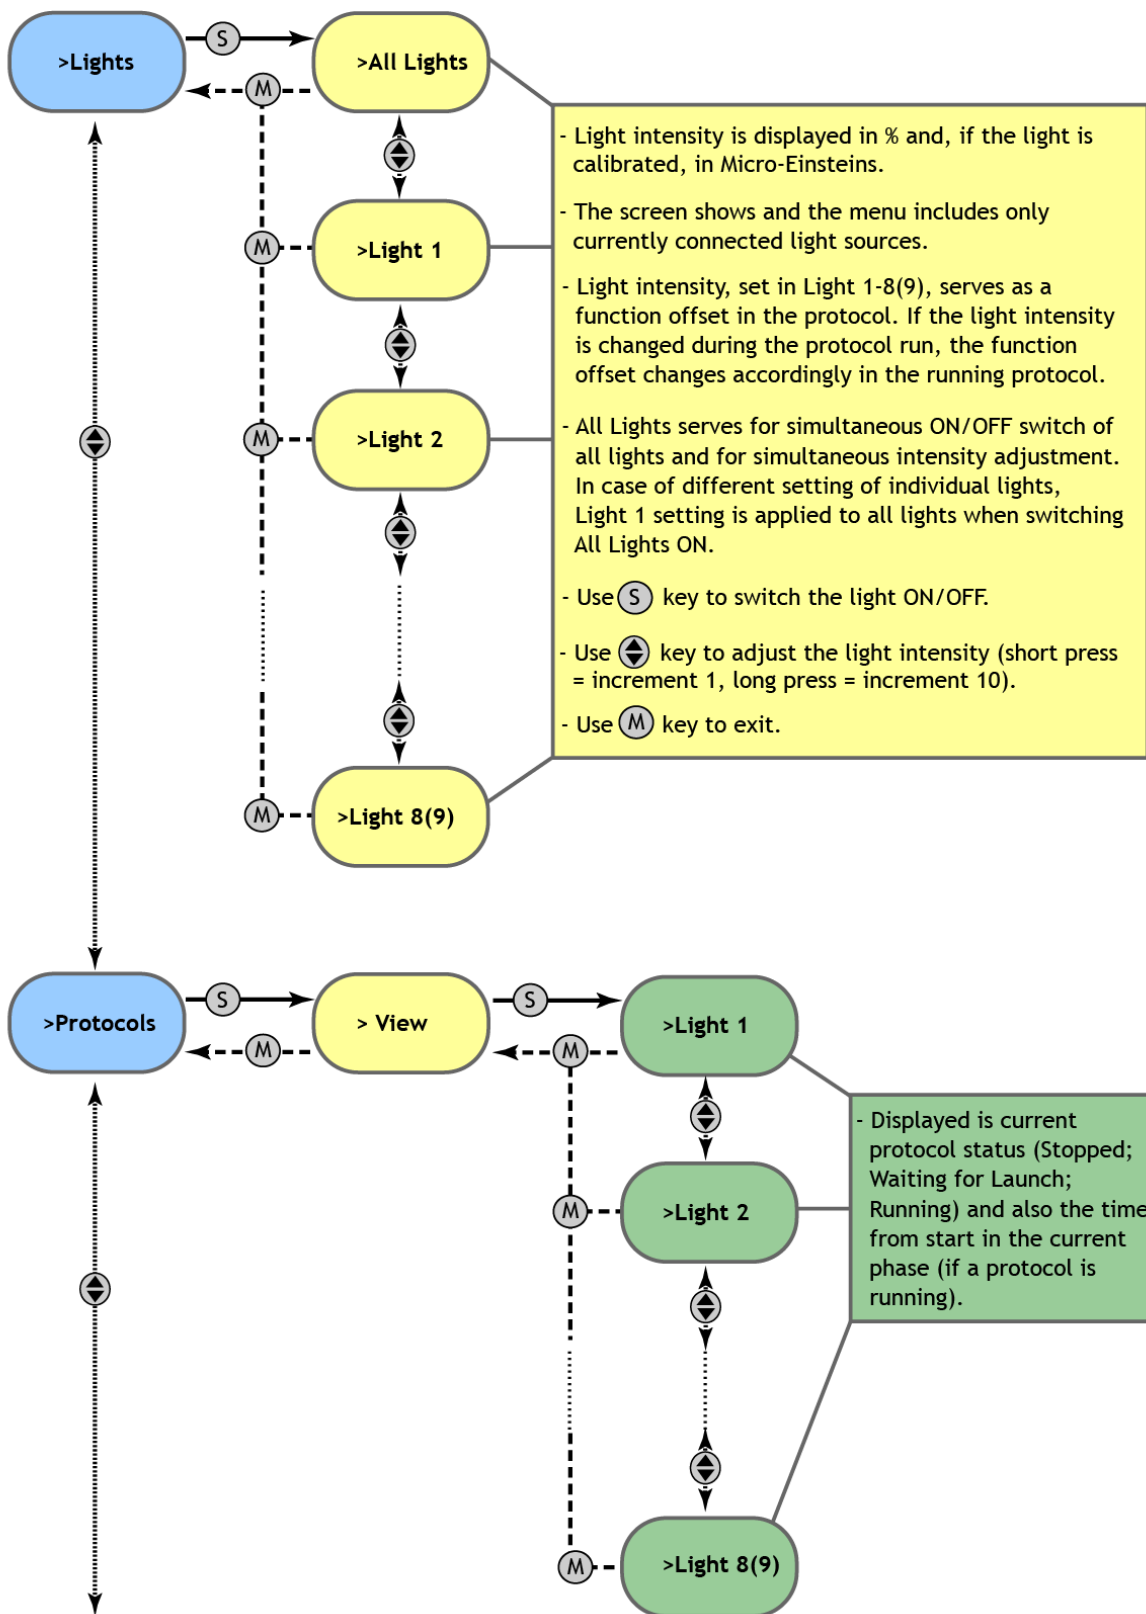 >Lights
S
>All Lights
M
- Light intensity is displayed in % and, if the light is
calibrated, in Micro-Einsteins.
- The screen shows and the menu includes only
currently connected light sources.
M
>Light 1
- Light intensity, set in Light 1-8(9), serves as a
function offset in the protocol. If the light intensity
is changed during the protocol run, the function
offset changes accordingly in the running protocol.
M
>Light 2
- All Lights serves for simultaneous ON/OFF switch of
all lights and for simultaneous intensity adjustment.
In case of different setting of individual lights,
Light 1 setting is applied to all lights when switching
All Lights ON.
- Use S key to switch the light ON/OFF.
- Use key to adjust the light intensity (short press
= increment 1, long press = increment 10).
- Use M key to exit.
M
>Light 8(9)
>Protocols
S
M
> View
S
M
>Light 1
- Displayed is current
protocol status (Stopped;
Waiting for Launch;
Running) and also the time
from start in the current
phase (if a protocol is
running).
M
>Light 2
M
>Light 8(9)